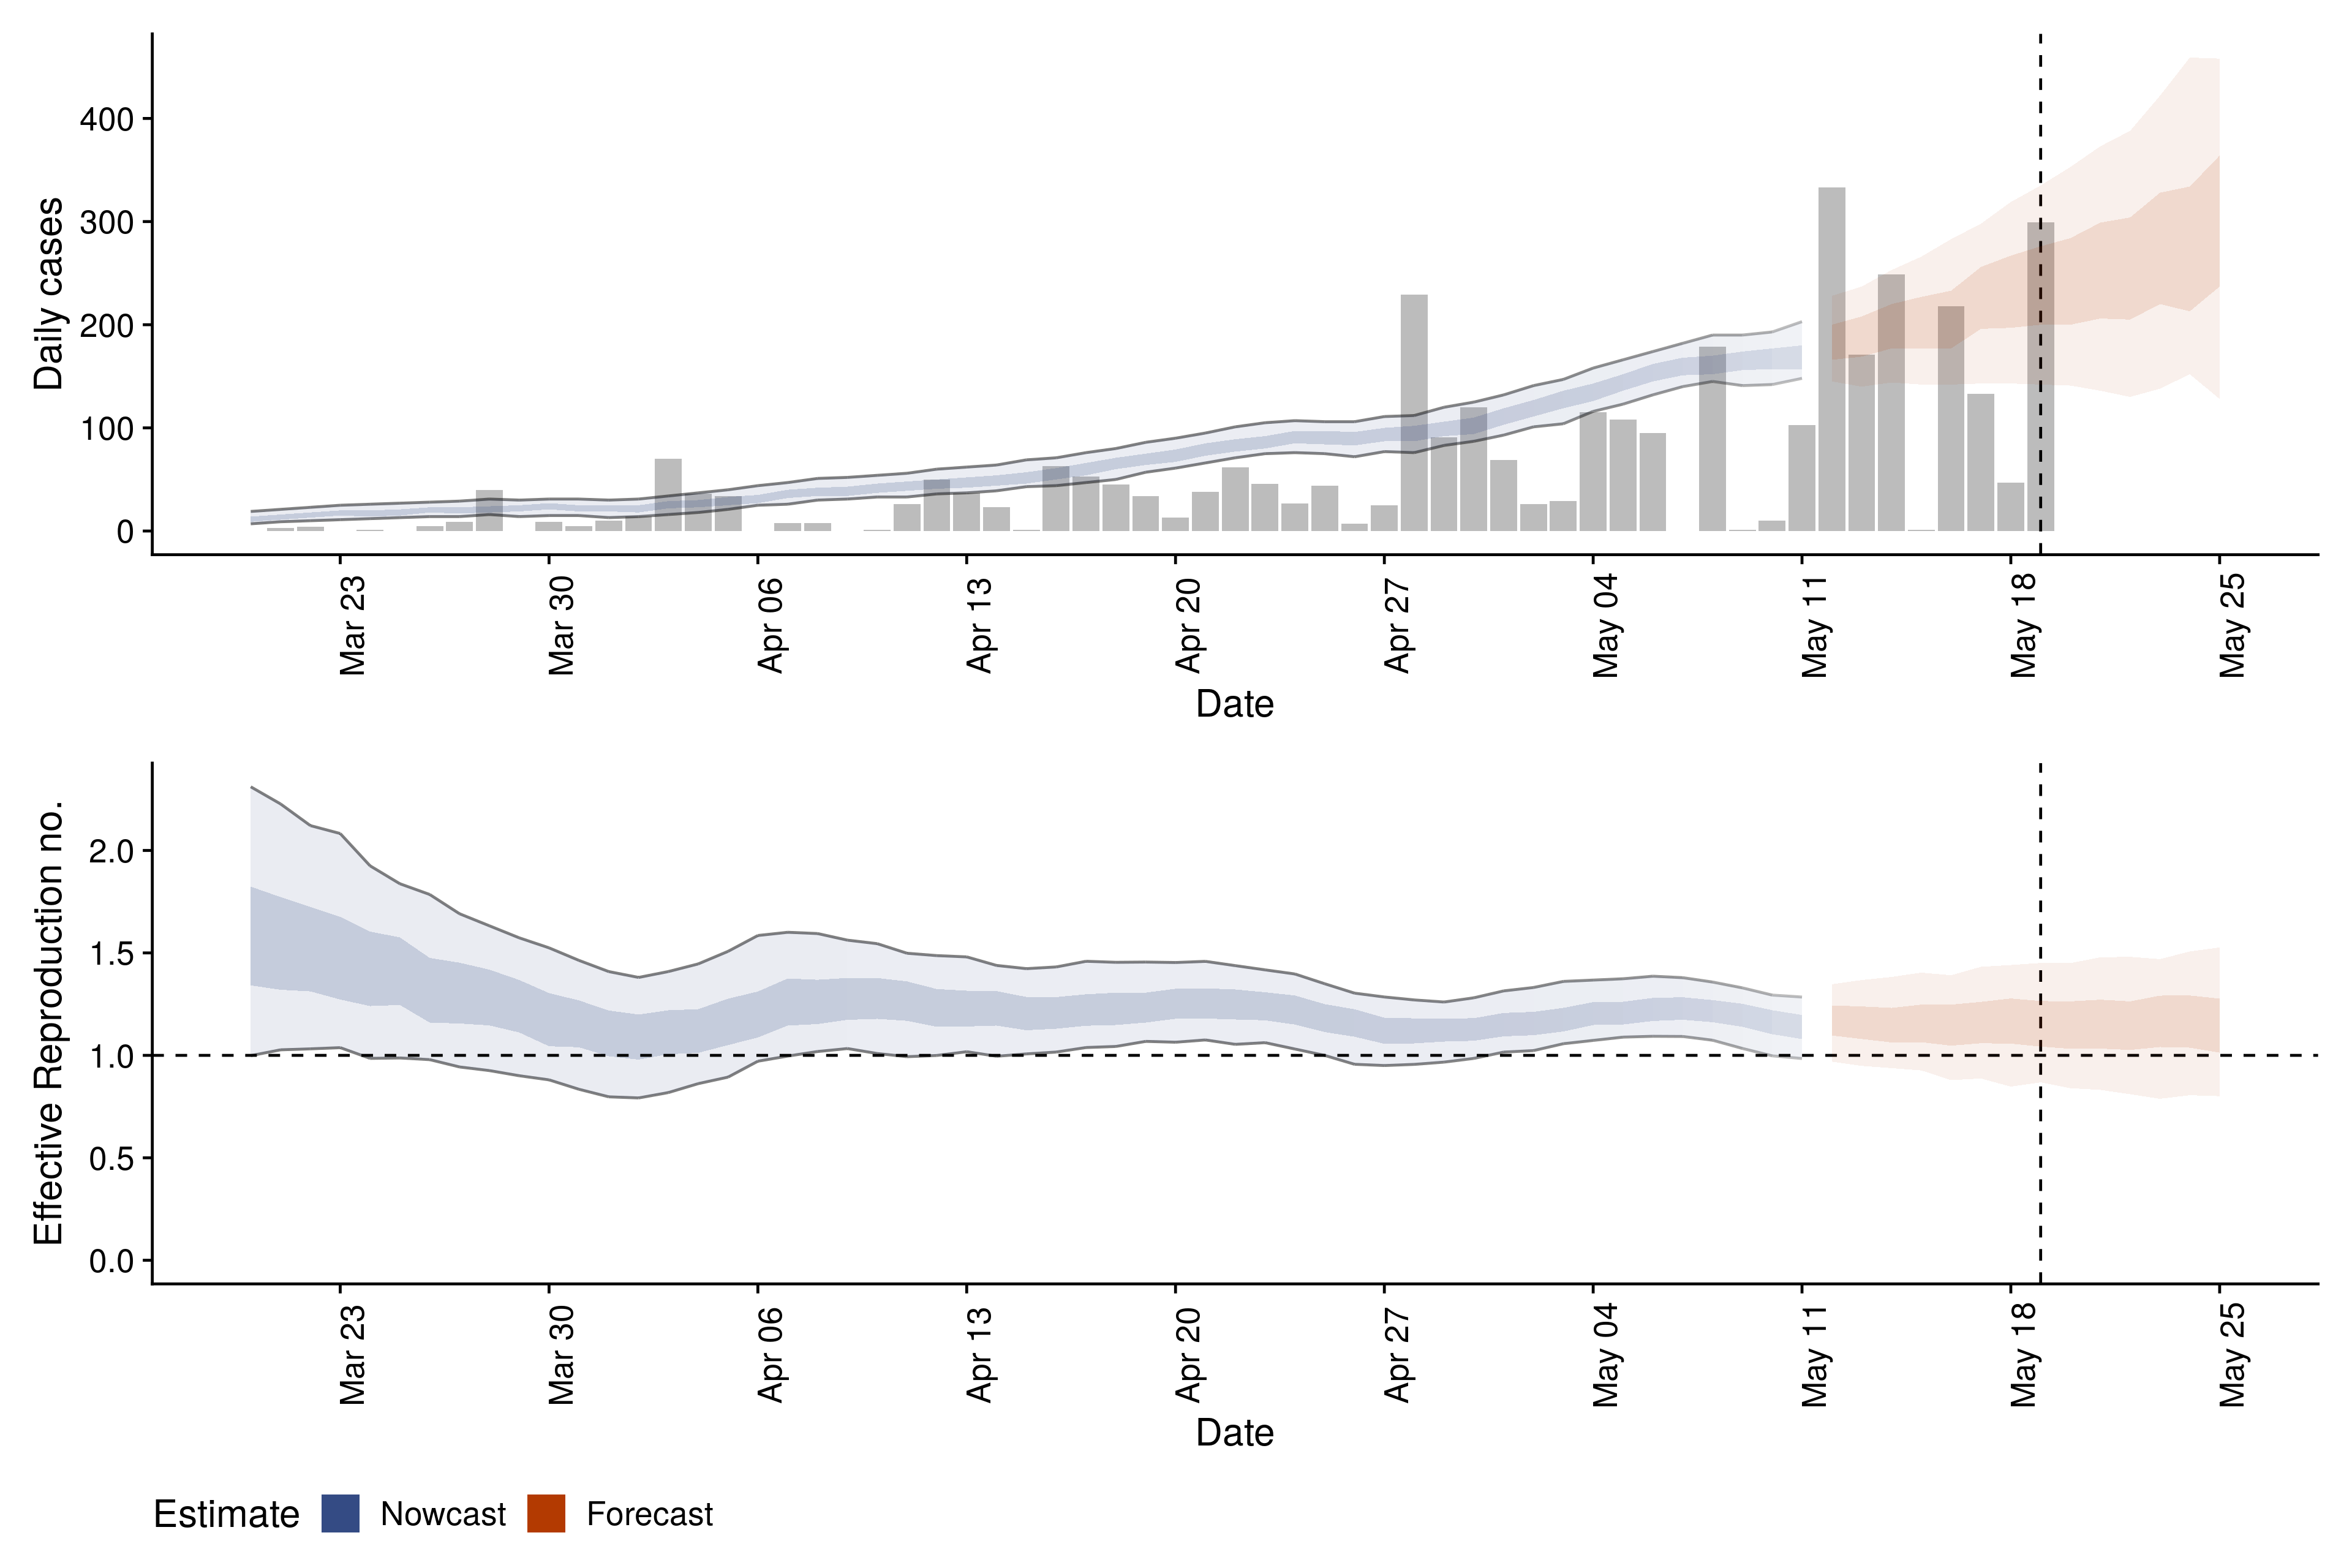 Daily cases
400
300
200
100
0
Mar 23
Mar 30
Apr 06
Apr 13
Apr 20
Apr 27
May 04
May 11
May 18
May 25
Date
Effective Reproduction no.
2.0
1.5
1.0
0.5
0.0
Mar 23
Mar 30
Apr 06
Apr 13
Apr 20
Apr 27
May 04
May 11
May 18
May 25
Date
Estimate Nowcast Forecast